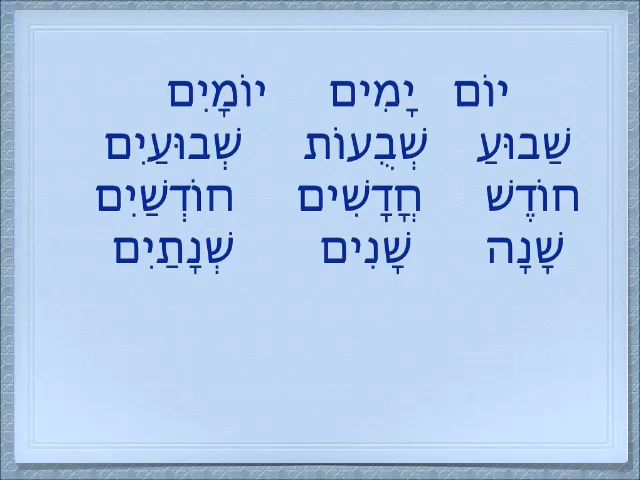 יוֹם יָמִים יוֹמָיִם
שַׁבוּעַ שְׁבֻעוֹת שְׁבוּעַיִם
חוֹדֶשׁ חֳדָשִׁים חוֹדְשַׁיִם
שָׁנָה שָׁנִים שְׁנָתַיִם